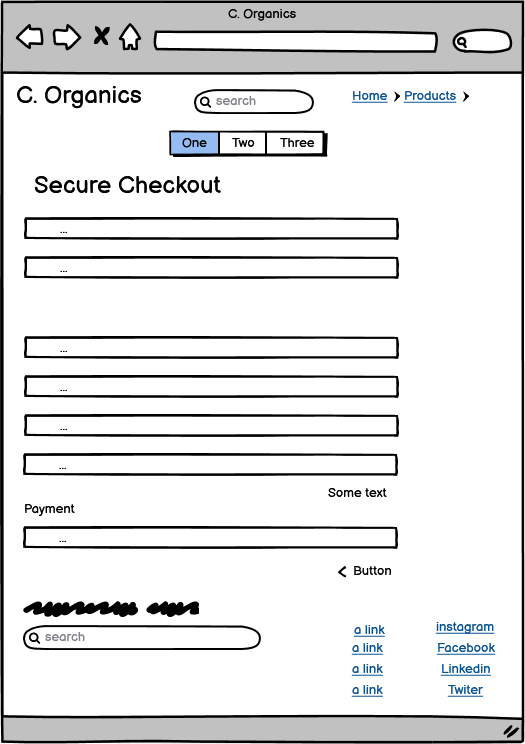 C. Organics
C. Organics
search
Home Products
One Two Three
Secure Checkout
...
...
...
...
...
...
Some text
Payment
...
Button
search
a link
a link
a link
a link
instagram
Facebook
Linkedin
Twiter